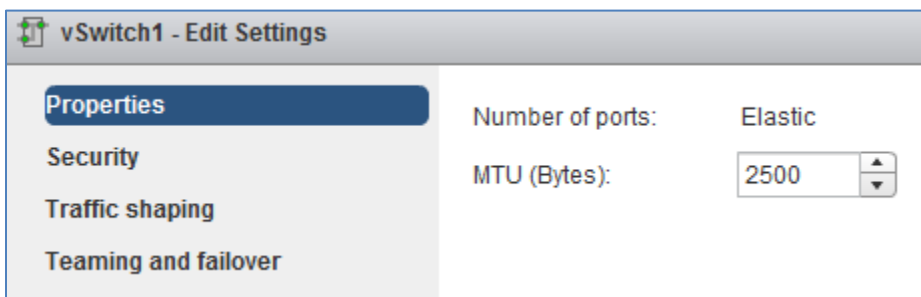 vSwitch1 - Edit Settings
Properties
Security
Traffic shaping
Teaming and failover
Number of ports: Elastic
MTU (Bytes): 2500